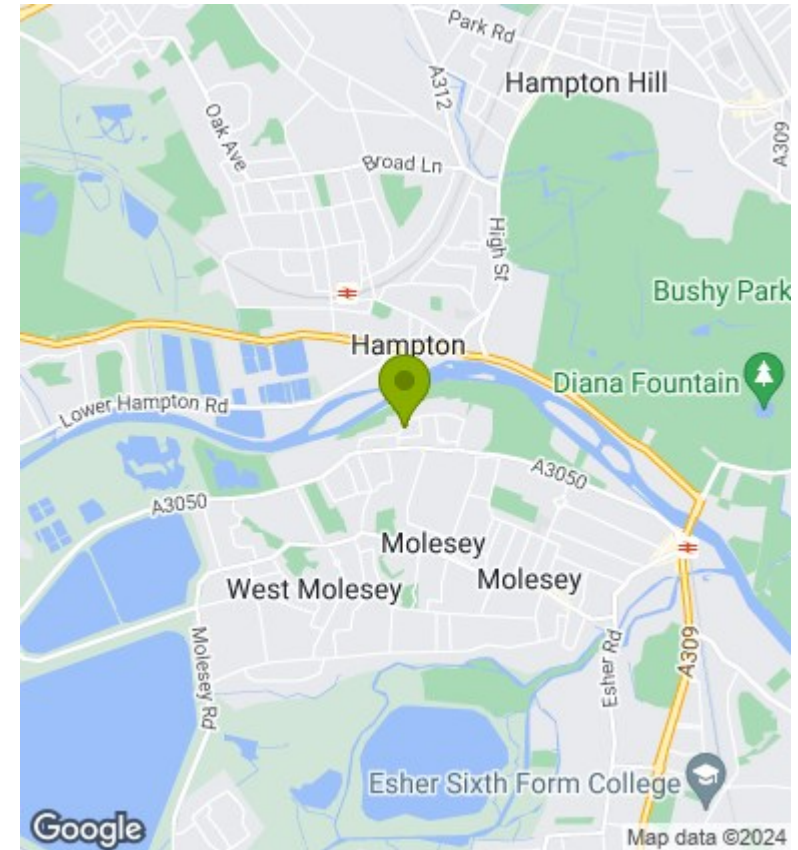 Park Rd
Hampton Hill
A312
A309
Oak Ave
Broad Ln
High St
Bushy Park
Hampton
Diana Fountain
Lower Hampton Rd
A3050
A3050
Molesey
West Molesey
Molesey
Molesey Rd
Esher Rd
A309
Esher Sixth Form College
Google
Map data ©2024